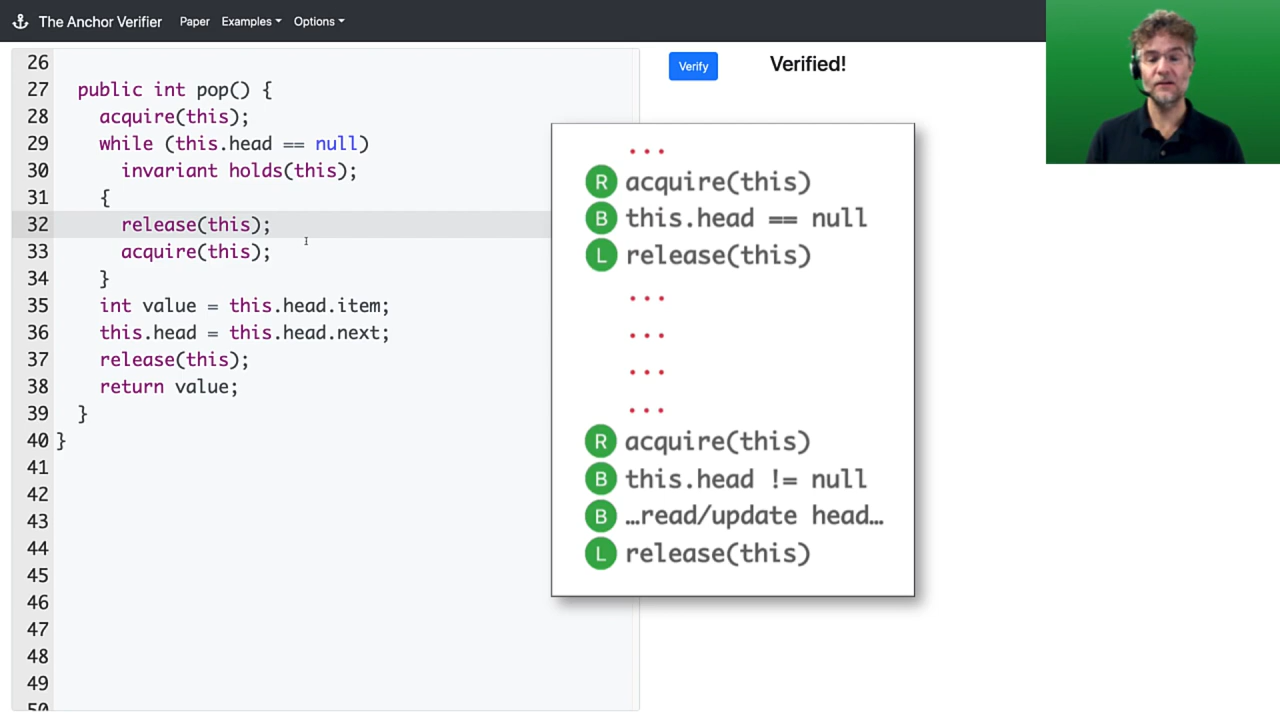 The Anchor Verifier Paper Examples Options
Verify Verified!
26
27 public int pop() {
28 acquire(this);
29 while (this.head == null)
30 invariant holds(this);
31 {
32 release(this);
33 acquire(this);
34 }
35 int value = this.head.item;
36 this.head = this.head.next;
37 release(this);
38 return value;
39 }
40 }
41
42
43
44
45
46
47
48
49
50
...
R acquire(this)
B this.head == null
L release(this)
...
...
...
...
R acquire(this)
B this.head != null
B …read/update head…
L release(this)